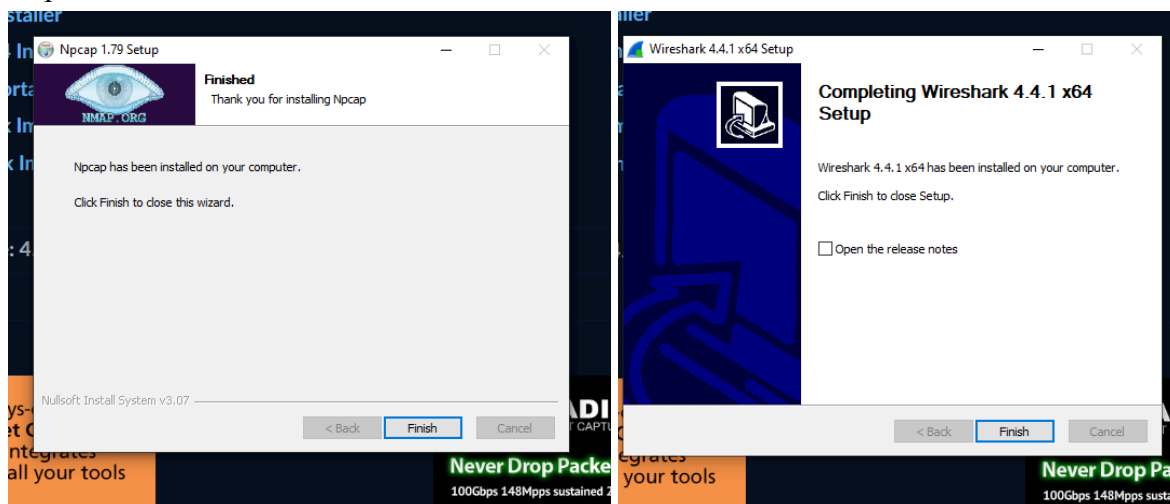 staller
Npcap 1.79 Setup
Finished
Thank you for installing Npcap
NMAP.ORG
Npcap has been installed on your computer.
Click Finish to close this wizard.
: 4
Nullsoft Install System v3.07
< Back
Finish
Cancel
all your tools
Never Drop Packe
100Gbps 148Mpps sustained 2
Wireshark 4.4.1 x64 Setup
Completing Wireshark 4.4.1 x64
Setup
Wireshark 4.4.1 x64 has been installed on your computer.
Click Finish to close Setup.
Open the release notes
< Back
Finish
Cancel
your tools
Never Drop Pa
100Gbps 148Mpps susta